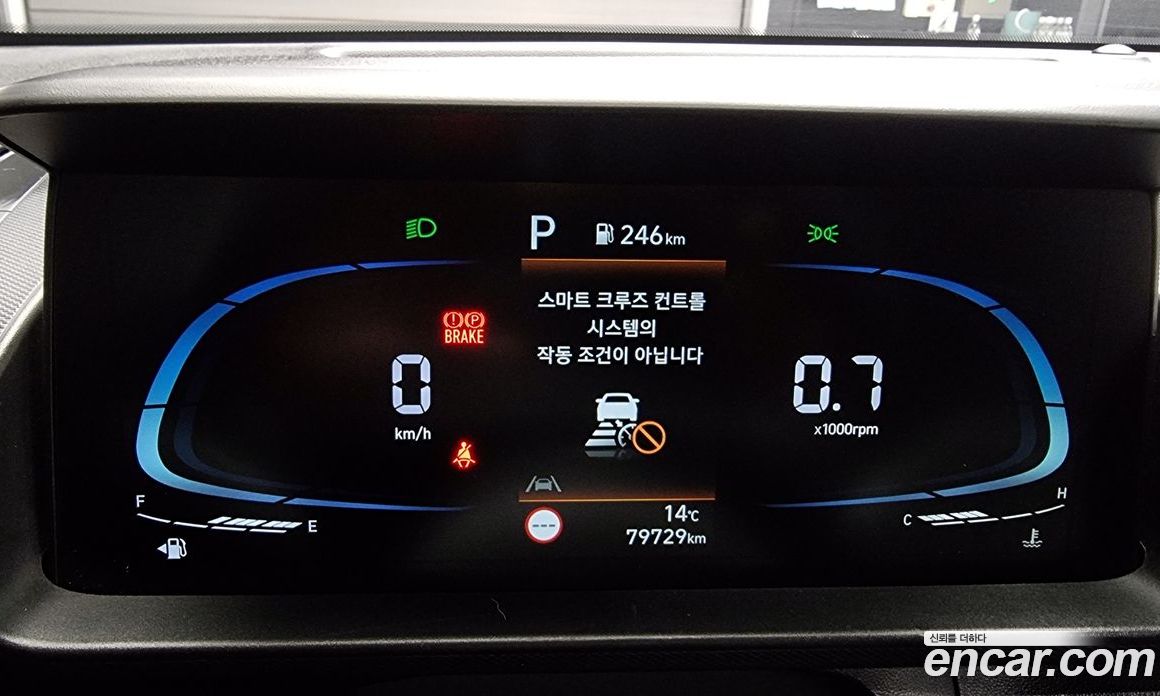 P 246km
스마트 크루즈 컨트롤
시스템의
작동 조건이 아닙니다
(!) (P)
BRAKE
0
km/h
0.7
x1000rpm
F
E
---
14℃
79729km
C
H
신뢰를 더하다
encar.com